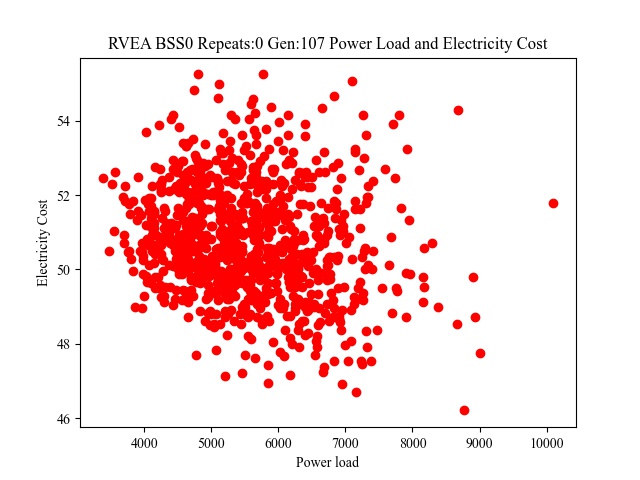 RVEA BSS0 Repeats:0 Gen:107 Power Load and Electricity Cost
Electricity Cost
54
52
50
48
46
4000 5000 6000 7000 8000 9000 10000
Power load